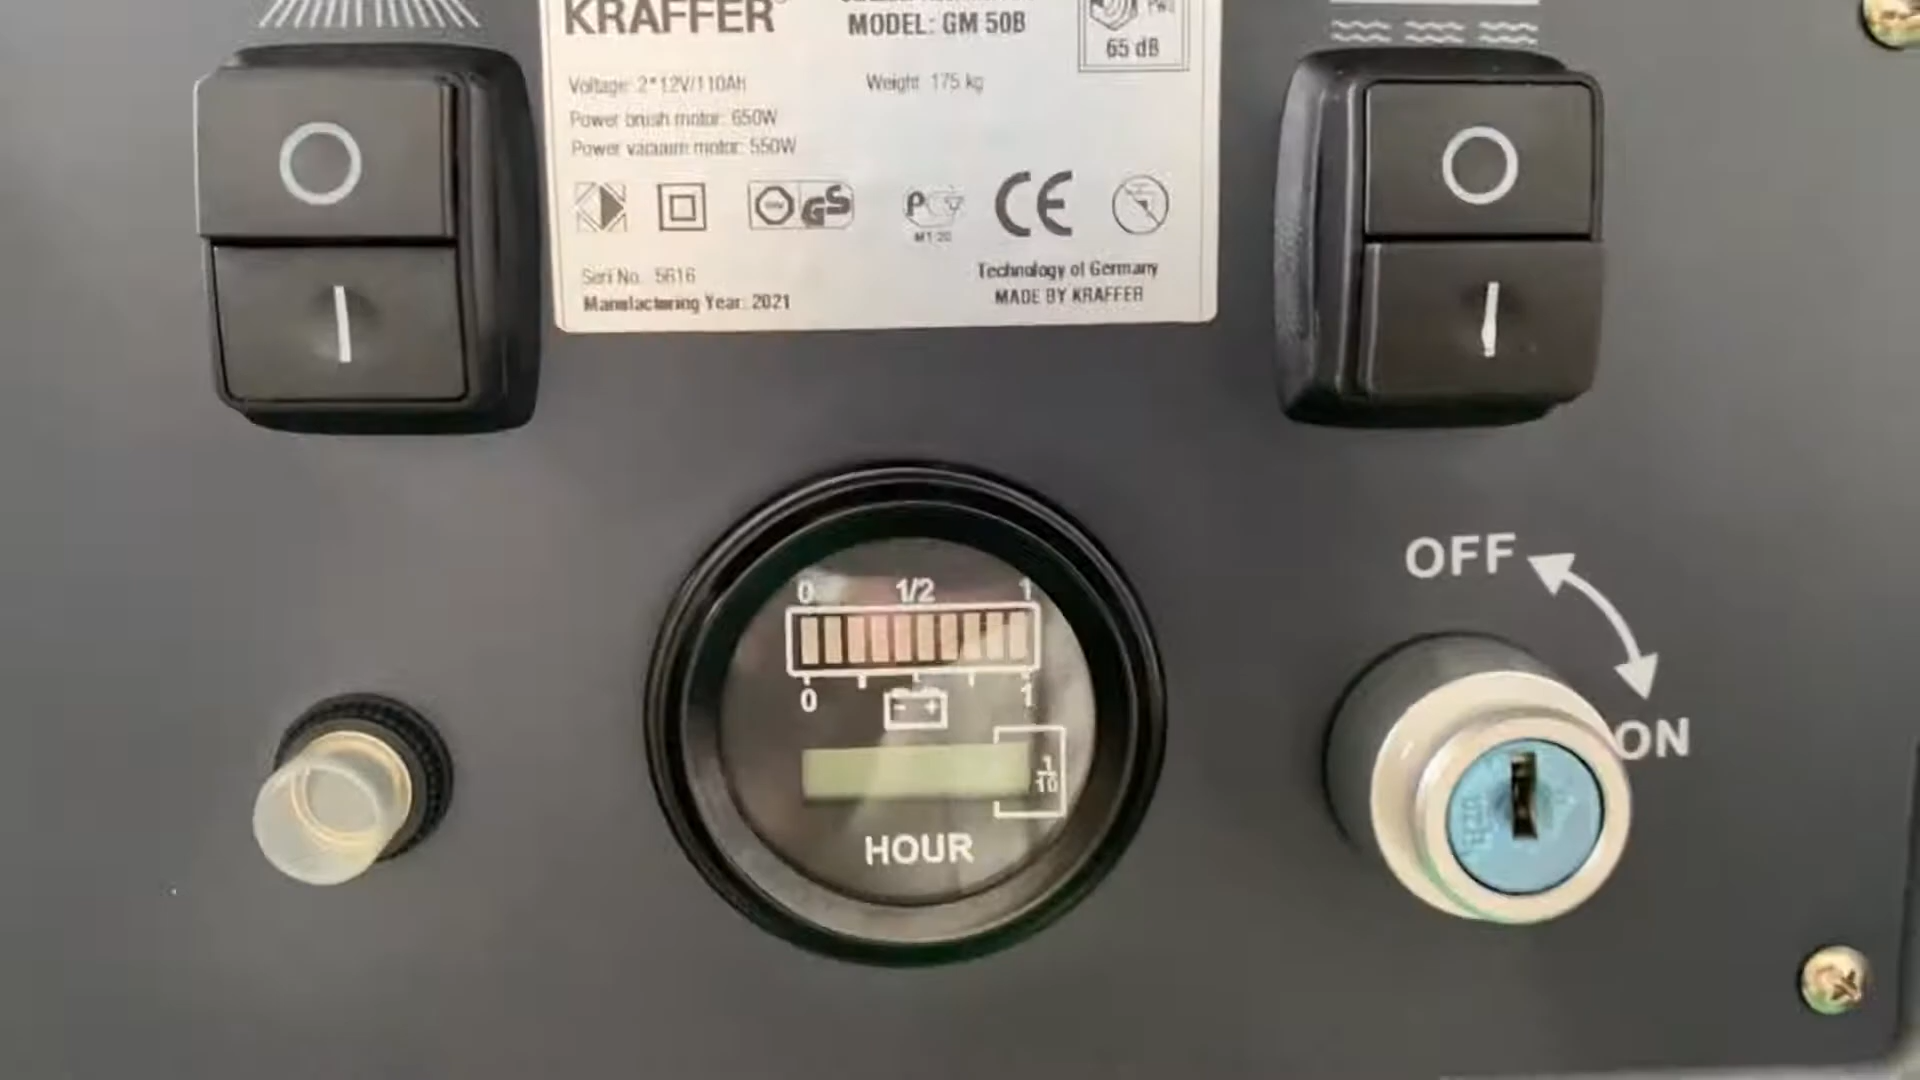 KRAFFER
MODEL: GM 50B
65 dB
Voltage: 2*12V/110AH
Weight 175 kg
Power brush motor: 650W
Power vacuum motor: 550W
GS
CE
Seri No. 5616
Technology of Germany
Manufacturing Year: 2021
MADE BY KRAFFER
0 1/2 1
0 1
- +
1/10
HOUR
OFF
ON